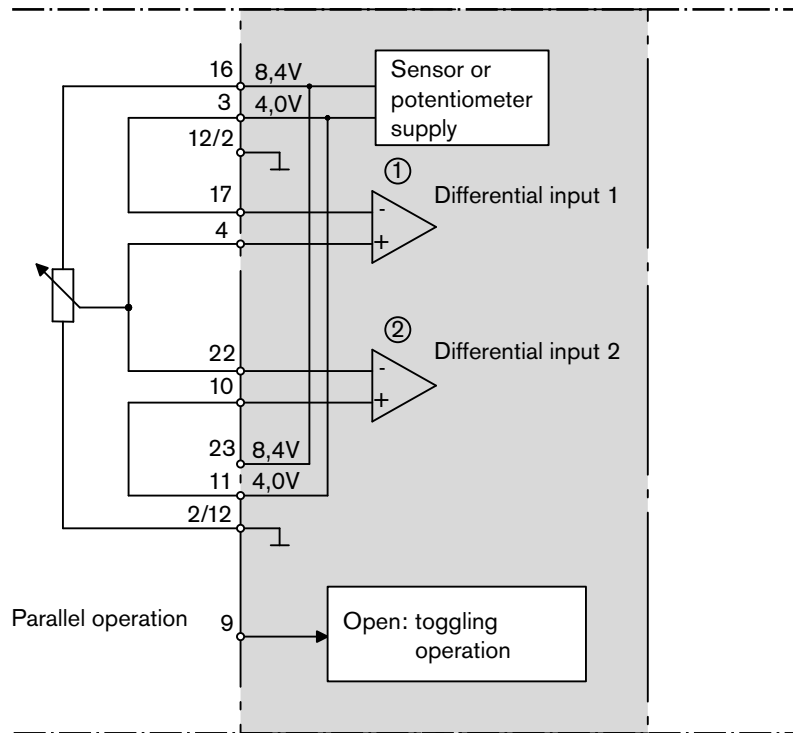 16 8,4V
Sensor or
potentiometer
supply
3 4,0V
12/2
①
17 - Differential input 1
4 +
②
22 - Differential input 2
10 +
23 8,4V
11 4,0V
2/12
Parallel operation 9
Open: toggling
operation